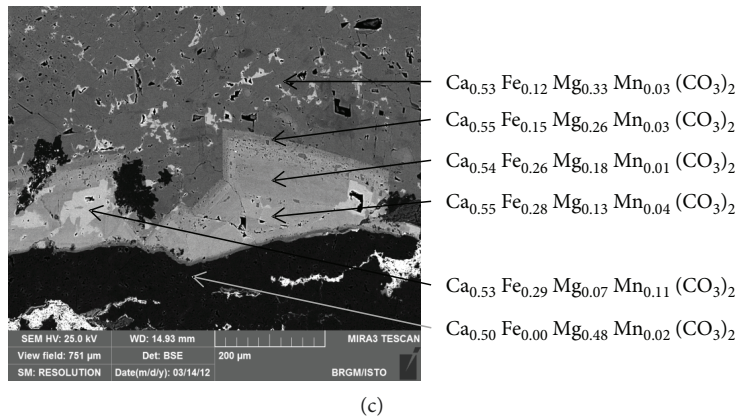 Ca0.53 Fe0.12 Mg0.33 Mn0.03 (CO3)2
Ca0.55 Fe0.15 Mg0.26 Mn0.03 (CO3)2
Ca0.54 Fe0.26 Mg0.18 Mn0.01 (CO3)2
Ca0.55 Fe0.28 Mg0.13 Mn0.04 (CO3)2
Ca0.53 Fe0.29 Mg0.07 Mn0.11 (CO3)2
Ca0.50 Fe0.00 Mg0.48 Mn0.02 (CO3)2
SEM HV: 25.0 kV WD: 14.93 mm MIRA3 TESCAN
View field: 751 µm Det: BSE 200 µm
SM: RESOLUTION Date(m/d/y): 03/14/12 BRGM/ISTO
(c)